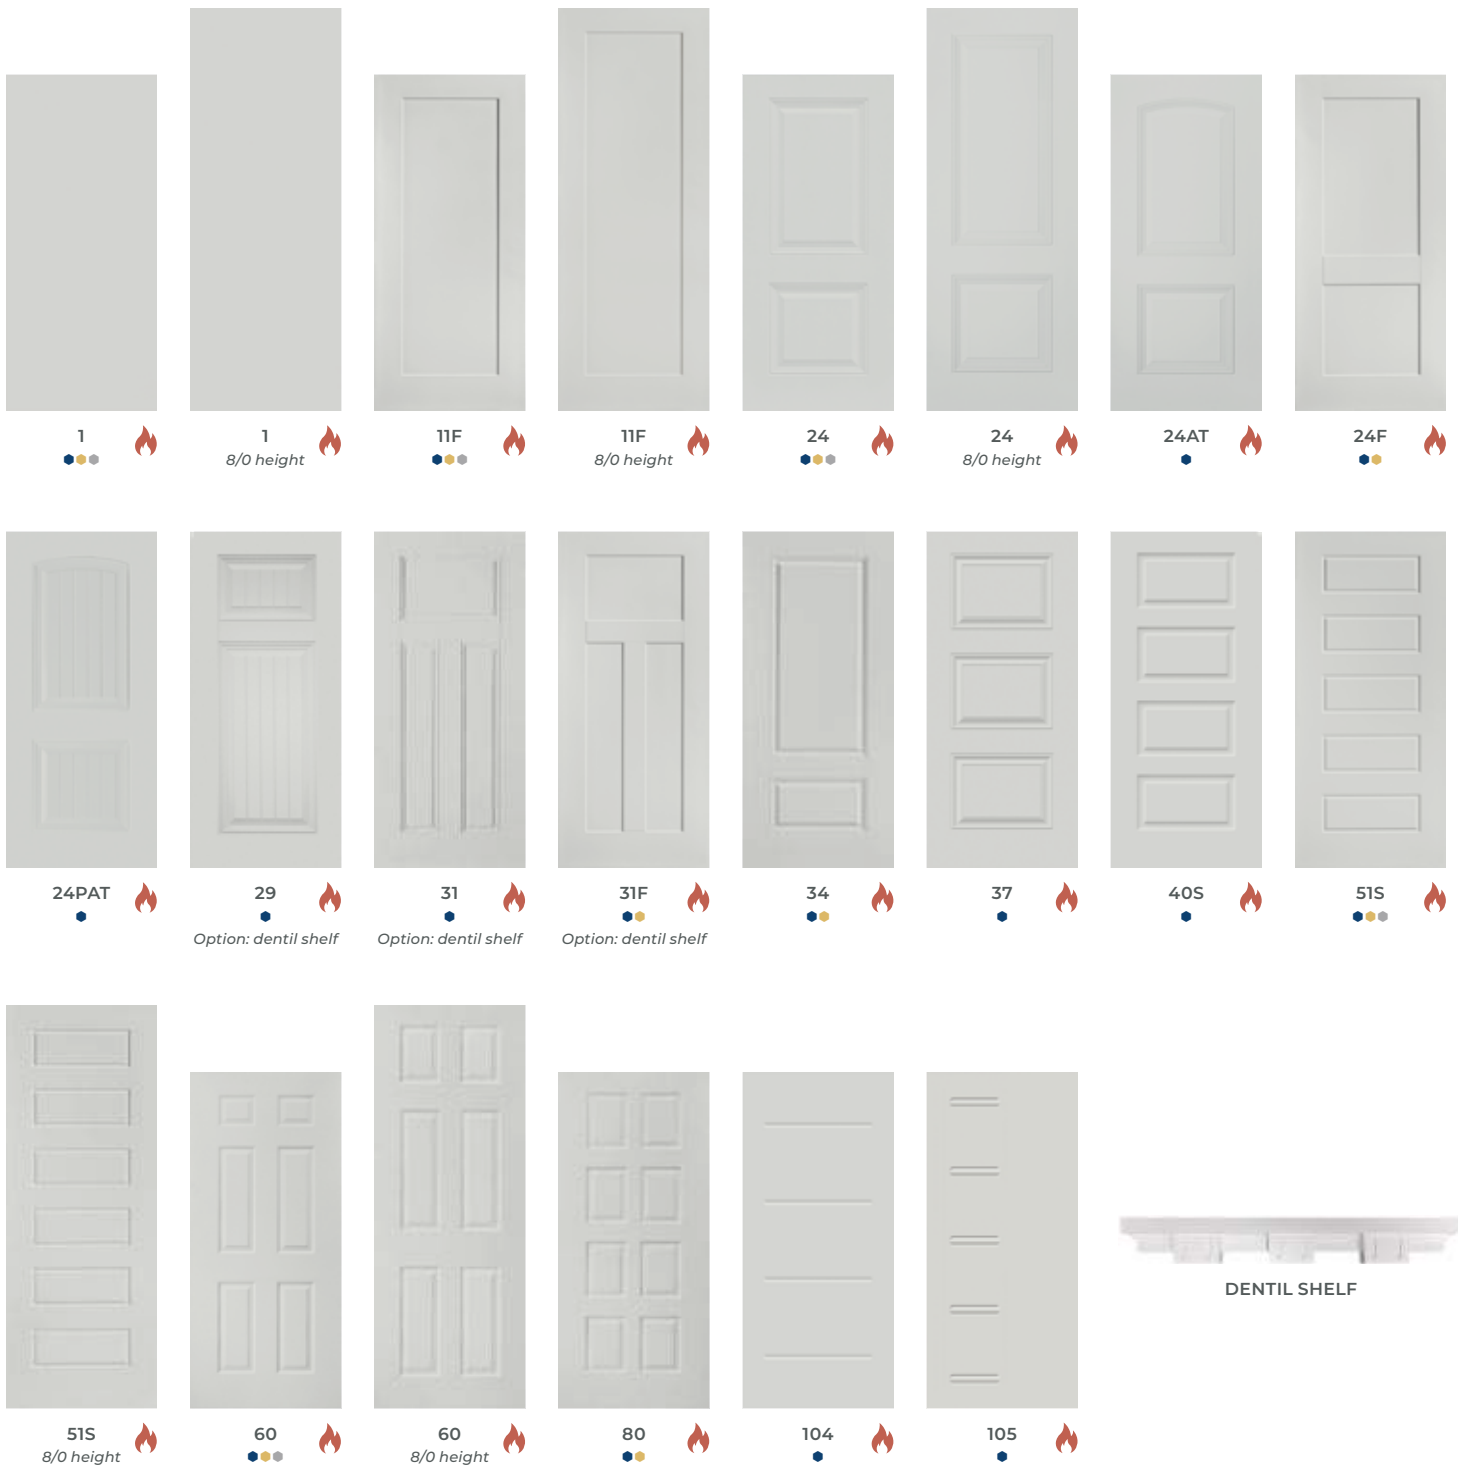 1
1
8/0 height
11F
11F
8/0 height
24
24
8/0 height
24AT
24F
24PAT
29
Option: dentil shelf
31
Option: dentil shelf
31F
Option: dentil shelf
34
37
40S
51S
51S
8/0 height
60
60
8/0 height
80
104
105
DENTIL SHELF